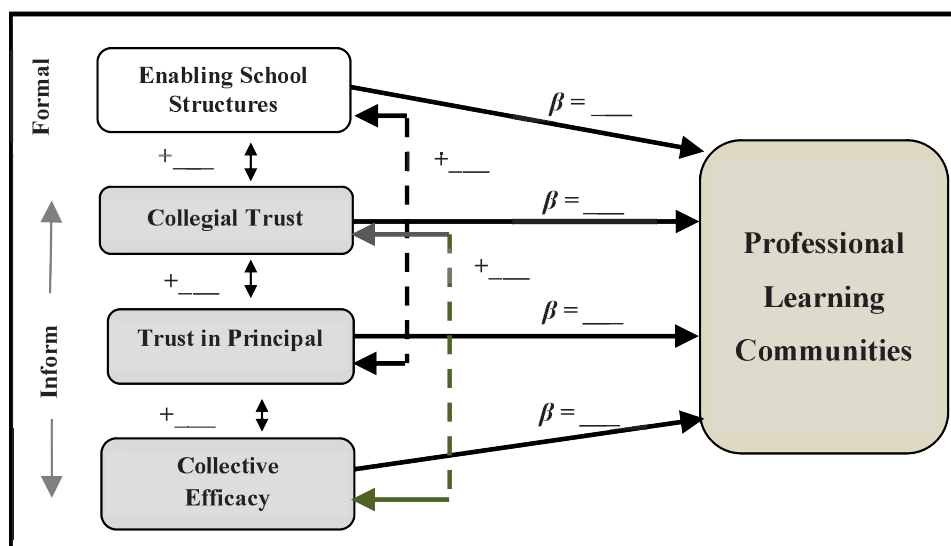 Formal
Inform
Enabling School
Structures
+___
Collegial Trust
+___
Trust in Principal
+___
Collective
Efficacy
+___
+___
β = ___
β = ___
β = ___
β = ___
Professional
Learning
Communities